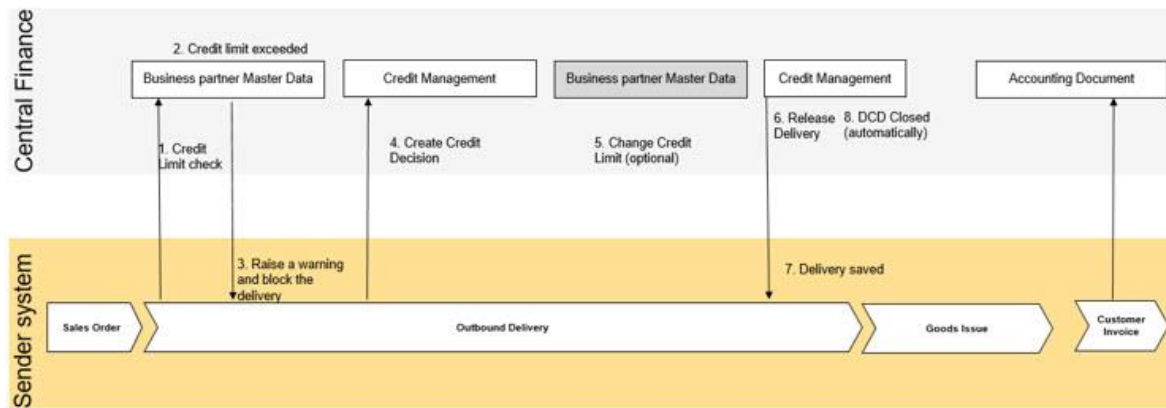 Central Finance
2. Credit limit exceeded
Business partner Master Data
Credit Management
Business partner Master Data
Credit Management
Accounting Document
1. Credit
Limit check
4. Create Credit
Decision
5. Change Credit
Limit (optional)
6. Release
Delivery
8. DCD Closed
(automatically)
Sender system
3. Raise a warning
and block the
delivery
7. Delivery saved
Sales Order
Outbound Delivery
Goods Issue
Customer
Invoice